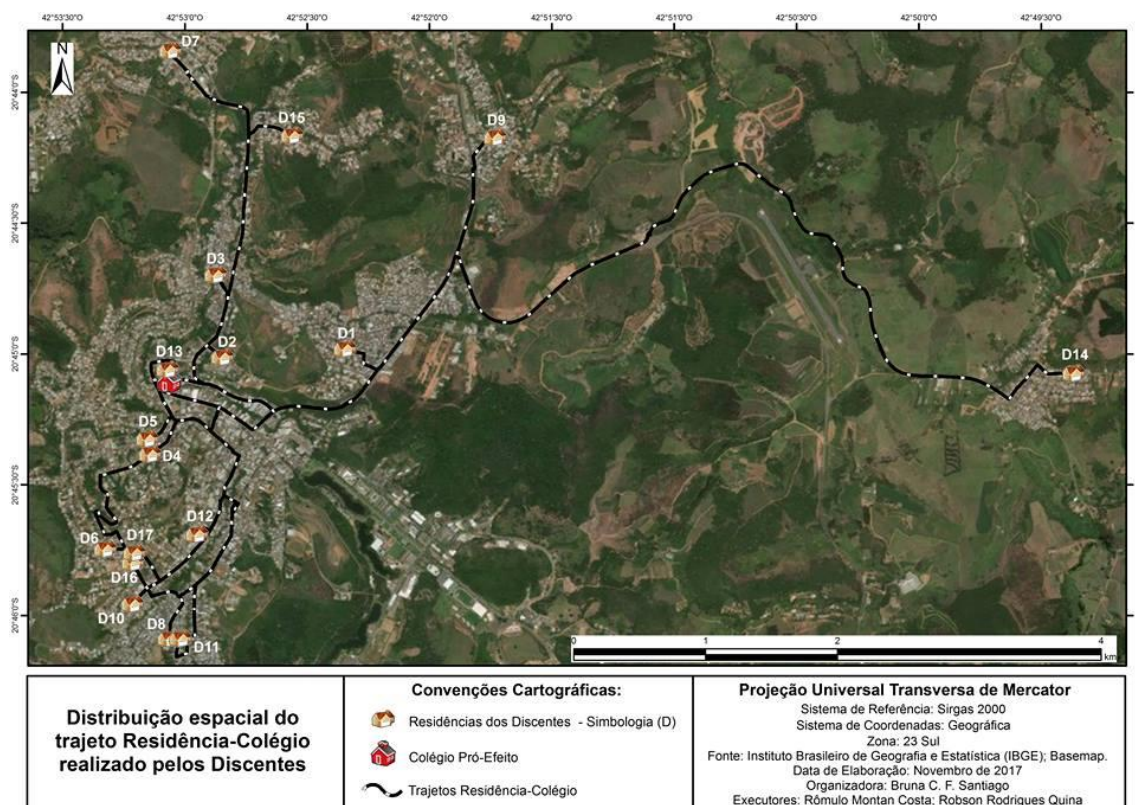 42°53'30"O 42°53'0"O 42°52'30"O 42°52'0"O 42°51'30"O 42°51'0"O 42°50'30"O 42°50'0"O 42°49'30"O
N
D7
20°44'0"S
D15
D9
20°44'30"S
D3
D1
D2
D13
20°45'0"S
D14
D5
D4
20°45'30"S
D12
D6
D17
D16
D10
20°46'0"S
D8
D11
0 1 2 4
km
Distribuição espacial do
trajeto Residência-Colégio
realizado pelos Discentes
Convenções Cartográficas:
Residências dos Discentes - Simbologia (D)
Colégio Pró-Efeito
Trajetos Residência-Colégio
Projeção Universal Transversa de Mercator
Sistema de Referência: Sirgas 2000
Sistema de Coordenadas: Geográfica
Zona: 23 Sul
Fonte: Instituto Brasileiro de Geografia e Estatística (IBGE); Basemap.
Data de Elaboração: Novembro de 2017
Organizadora: Bruna C. F. Santiago
Executores: Rômulo Montan Costa; Robson Rodrigues Quina